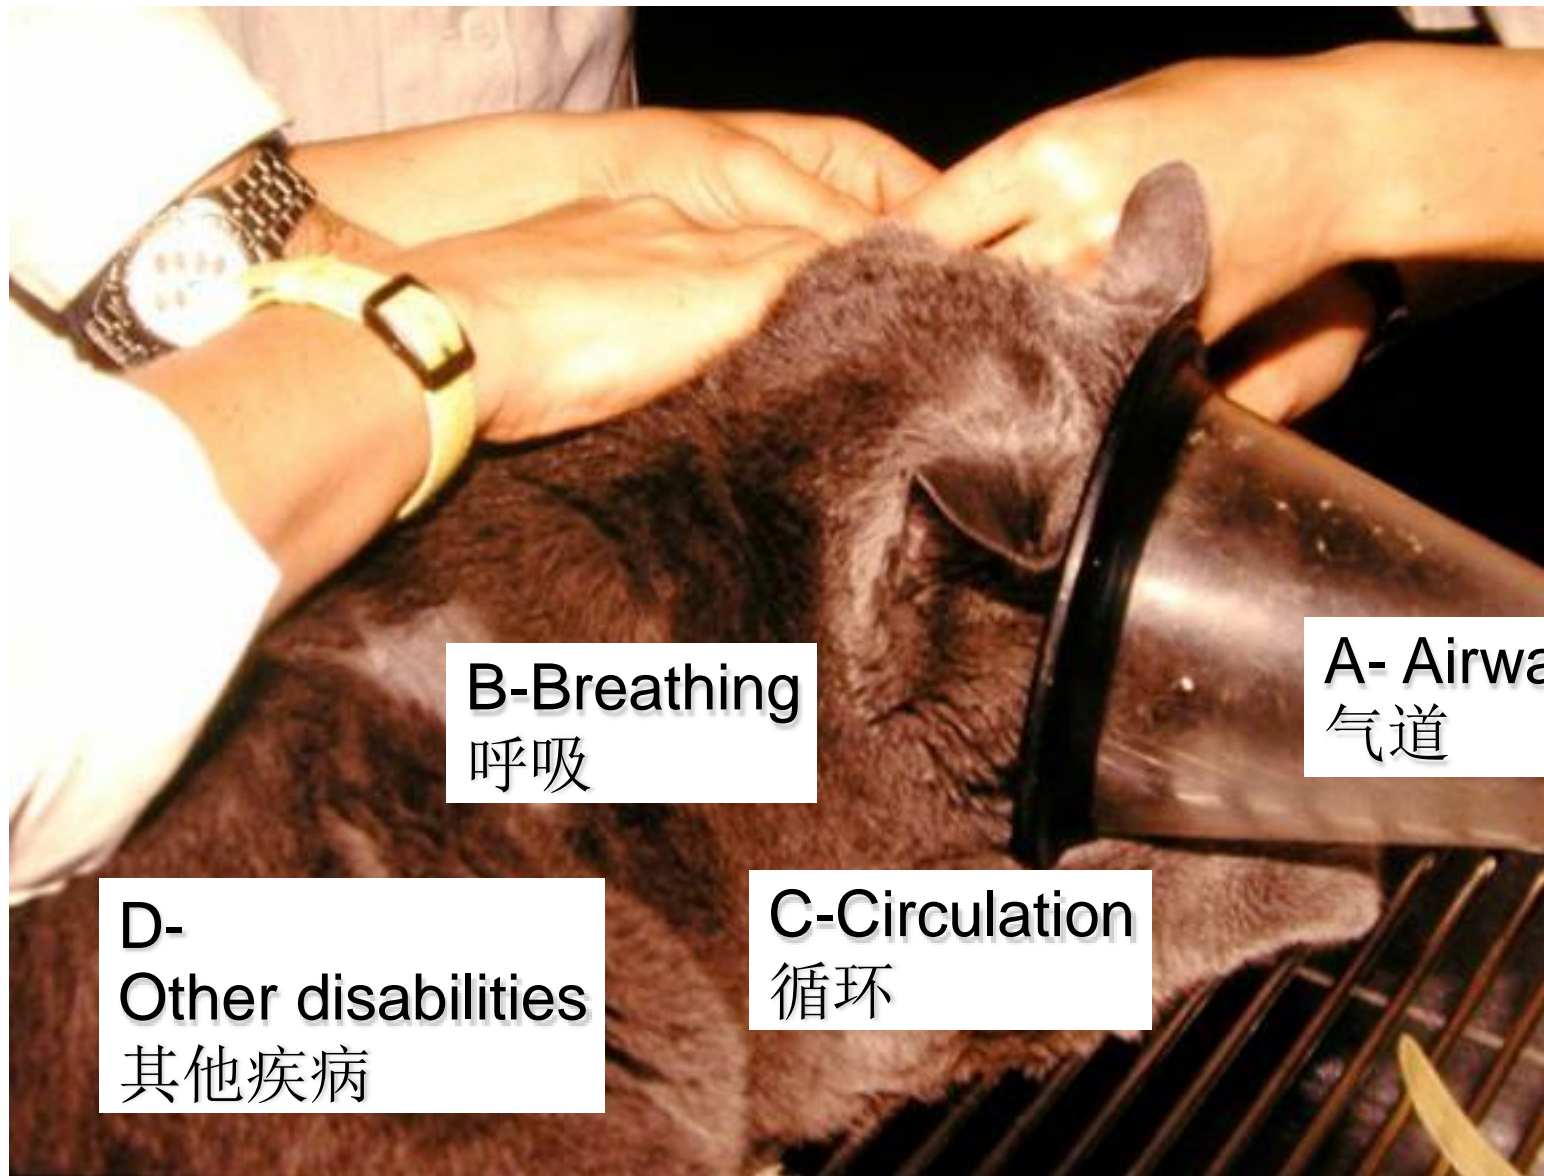 A- Airwa
气道
B-Breathing
呼吸
C-Circulation
循环
D-
Other disabilities
其他疾病